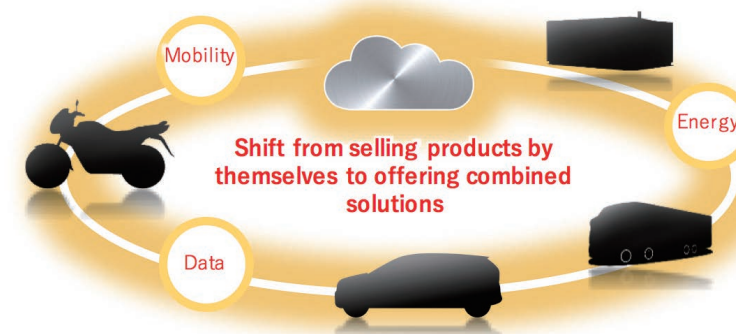 Mobility
Energy
Shift from selling products by
themselves to offering combined
solutions
Data